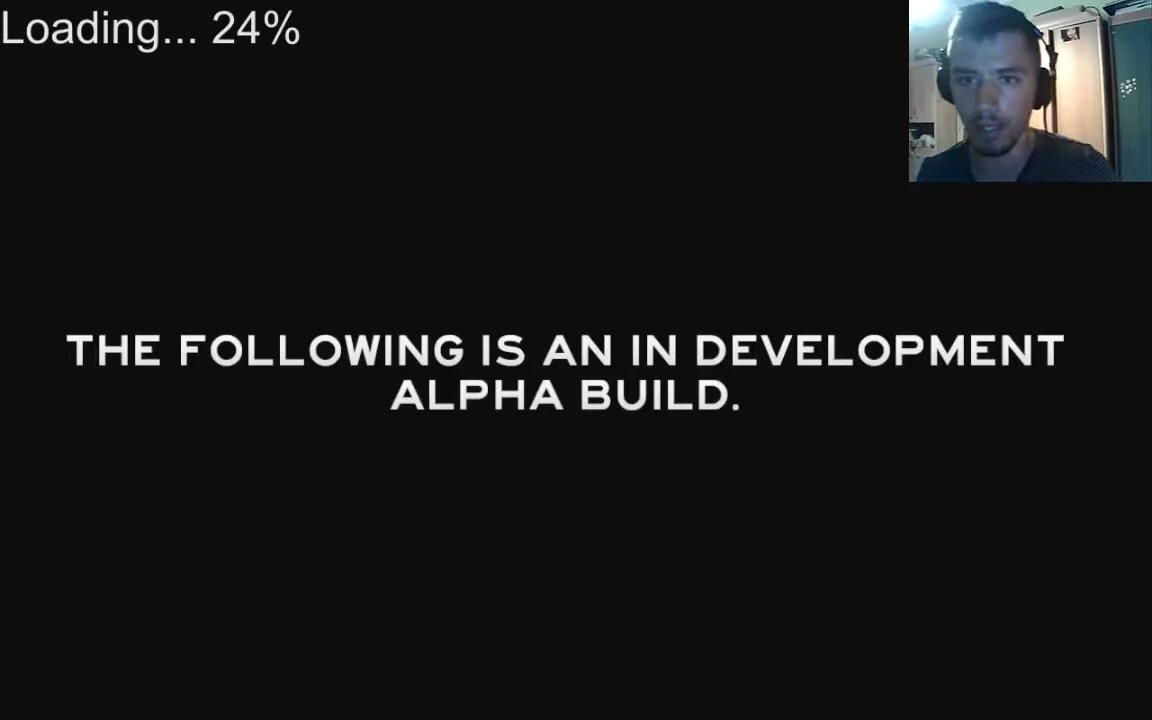 Loading... 24%
THE FOLLOWING IS AN IN DEVELOPMENT
ALPHA BUILD.